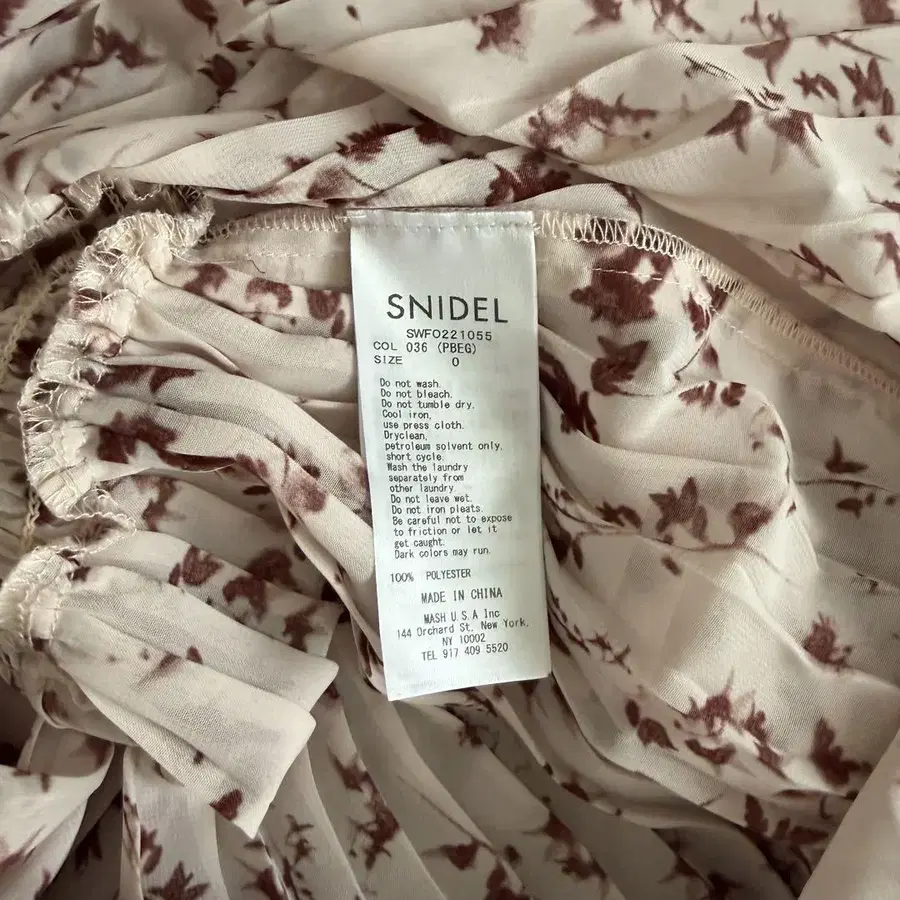 SNIDEL
SWFO221055
COL 036 (PBEG)
SIZE 0
Do not wash.
Do not bleach.
Do not tumble dry.
Cool iron,
use press cloth.
Dryclean,
petroleum solvent only,
short cycle.
Wash the laundry
separately from
other laundry.
Do not leave wet.
Do not iron pleats.
Be careful not to expose
to friction or let it
get caught.
Dark colors may run.
100% POLYESTER
MADE IN CHINA
MASH U.S.A Inc
144 Orchard St, New York,
NY 10002
TEL 917 409 5520